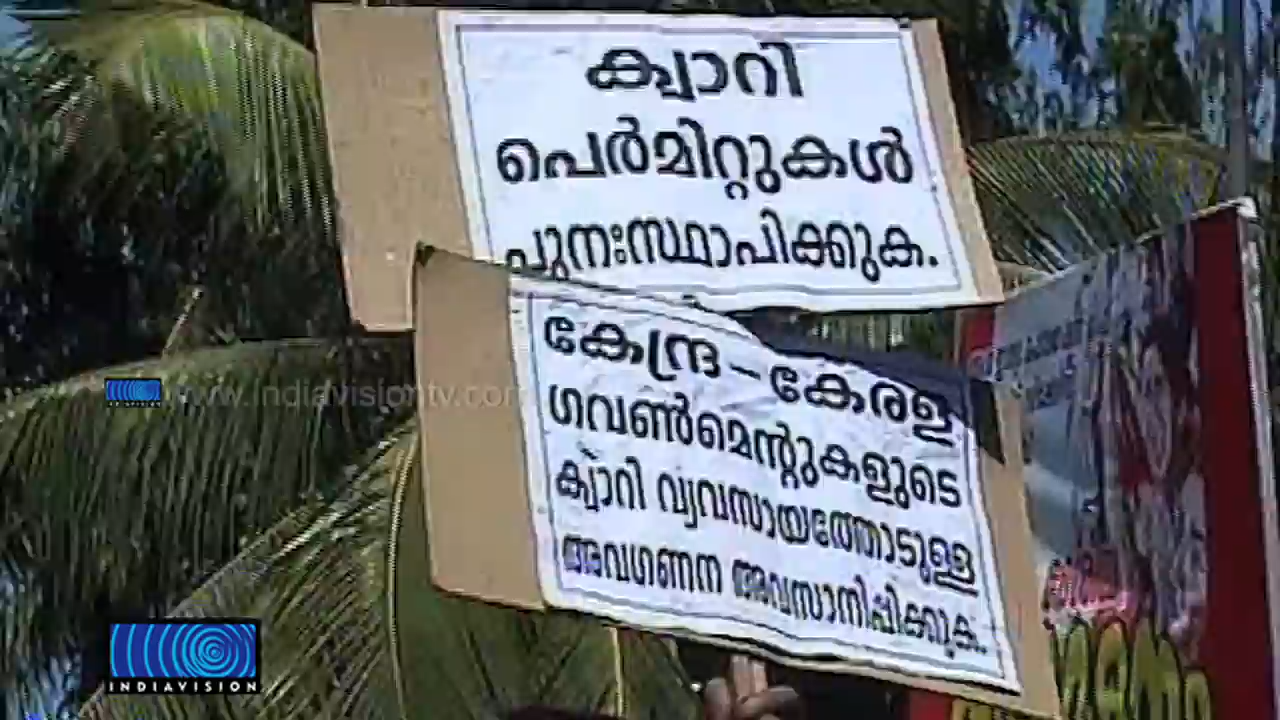 ക്വാറി
പെർമിറ്റുകൾ
പുനഃസ്ഥാപിക്കുക.
കേന്ദ്ര - കേരള
ഗവൺമെന്റുകളുടെ
ക്വാറി വ്യവസായത്തോടുള്ള
അവഗണന അവസാനിപ്പിക്കുക.
www.indiavisiontv.com
INDIAVISION